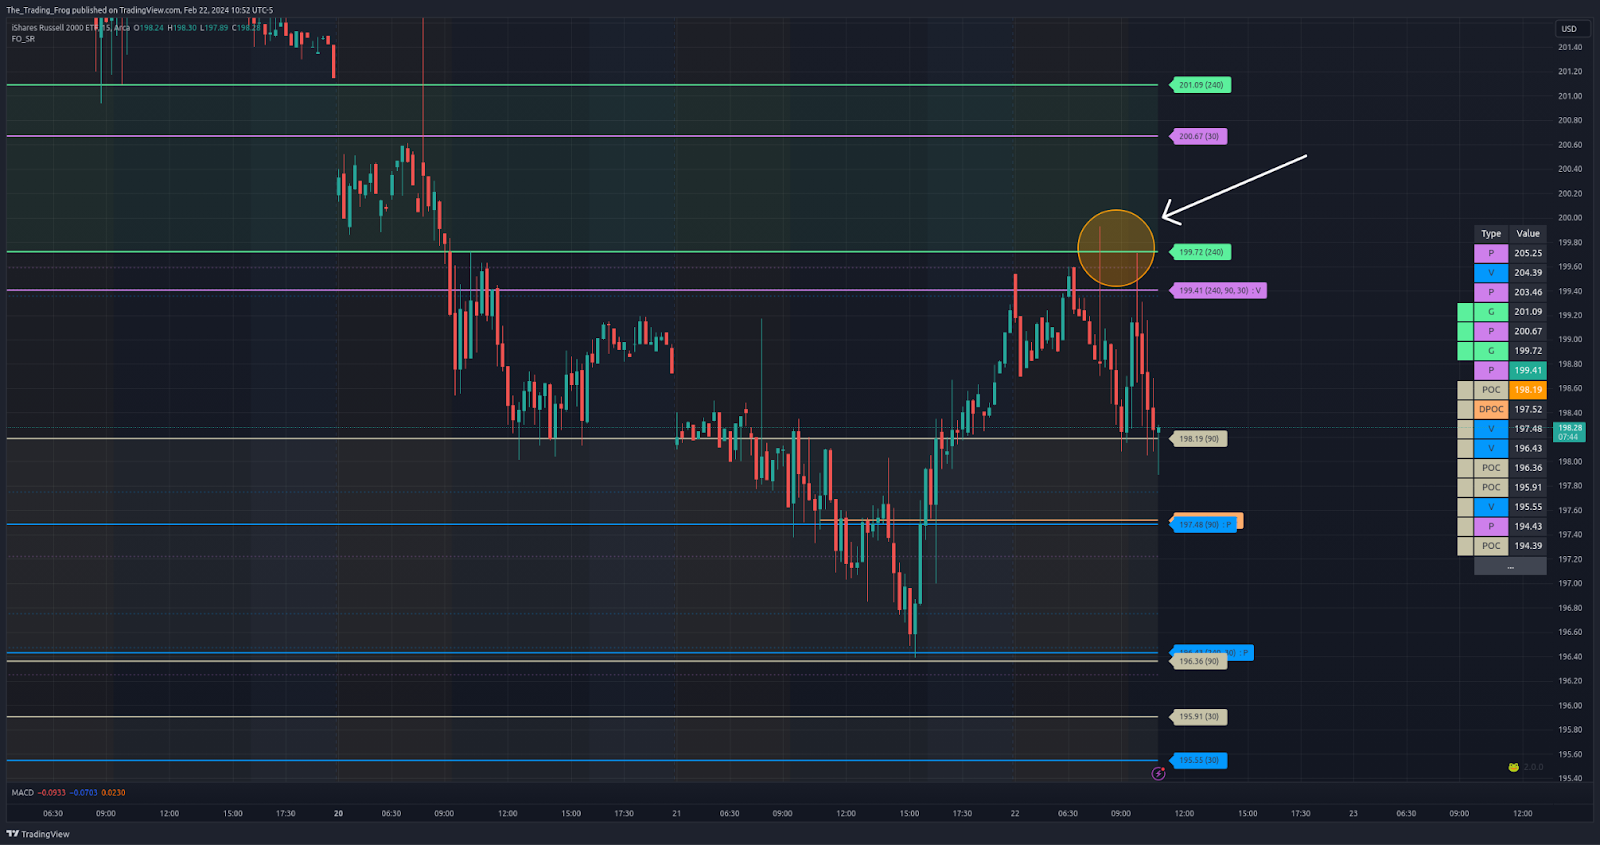 The_Trading_Frog published on TradingView.com, Feb 22, 2024 10:52 UTC-5
iShares Russell 2000 ETF, 15, Arca O198.24 H198.30 L197.89 C198.28
FO_SR
USD
201.40
201.20
201.00
200.80
200.60
200.40
200.20
200.00
199.80
199.60
199.40
199.20
199.00
198.80
198.60
198.40
198.28
07:44
198.00
197.80
197.60
197.40
197.20
197.00
196.80
196.60
196.40
196.20
196.00
195.80
195.60
195.40
201.09 (240)
200.67 (30)
199.72 (240)
199.41 (240, 90, 30) : V
198.19 (90)
197.48 (90) : P
196.36 (90)
195.91 (30)
195.55 (30)
Type Value
P 205.25
V 204.39
P 203.46
G 201.09
P 200.67
G 199.72
P 199.41
POC 198.19
DPOC 197.52
V 197.48
V 196.43
POC 196.36
POC 195.91
V 195.55
P 194.43
POC 194.39
...
2.0.0
MACD −0.0933 −0.0703 0.0230
06:30 09:00 12:00 15:00 17:30 20 06:30 09:00 12:00 15:00 17:30 21 06:30 09:00 12:00 15:00 17:30 22 06:30 09:00 12:00 15:00 17:30 23 06:30 09:00 12:00
TradingView